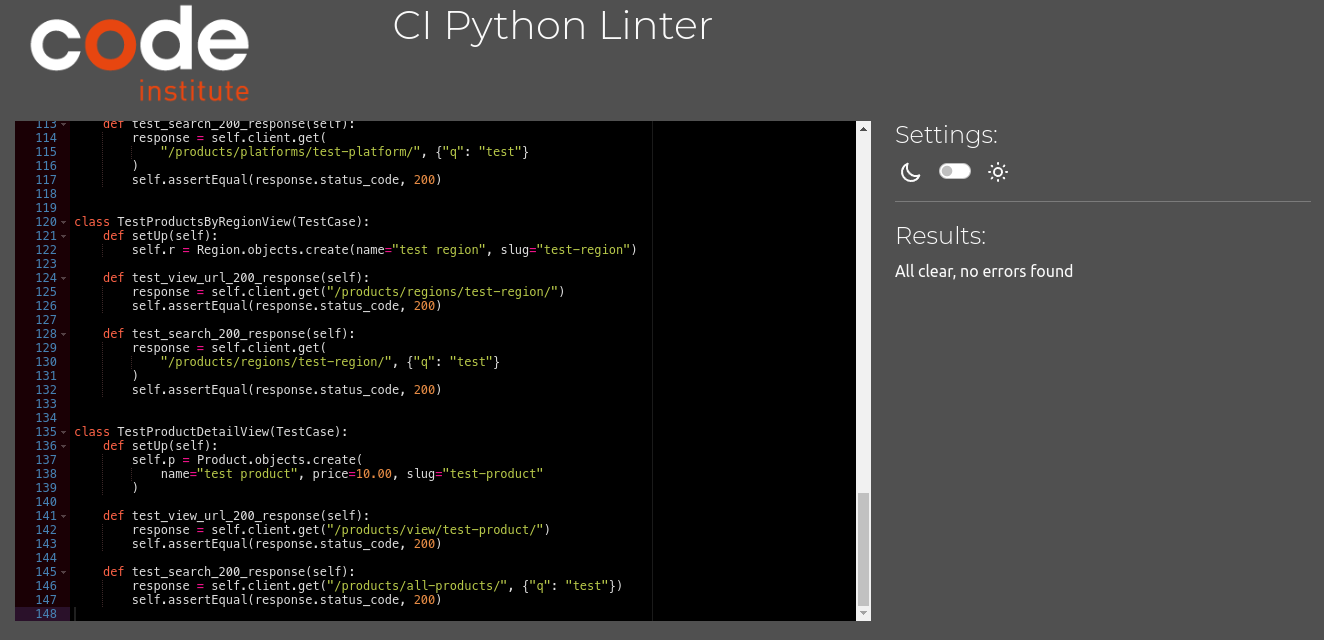 code
institute
CI Python Linter
113 def test_search_200_response(self):
114 response = self.client.get(
115 "/products/platforms/test-platform/", {"q": "test"}
116 )
117 self.assertEqual(response.status_code, 200)
118
119
120 class TestProductsByRegionView(TestCase):
121 def setUp(self):
122 self.r = Region.objects.create(name="test region", slug="test-region")
123
124 def test_view_url_200_response(self):
125 response = self.client.get("/products/regions/test-region/")
126 self.assertEqual(response.status_code, 200)
127
128 def test_search_200_response(self):
129 response = self.client.get(
130 "/products/regions/test-region/", {"q": "test"}
131 )
132 self.assertEqual(response.status_code, 200)
133
134
135 class TestProductDetailView(TestCase):
136 def setUp(self):
137 self.p = Product.objects.create(
138 name="test product", price=10.00, slug="test-product"
139 )
140
141 def test_view_url_200_response(self):
142 response = self.client.get("/products/view/test-product/")
143 self.assertEqual(response.status_code, 200)
144
145 def test_search_200_response(self):
146 response = self.client.get("/products/all-products/", {"q": "test"})
147 self.assertEqual(response.status_code, 200)
148
Settings:
Results:
All clear, no errors found